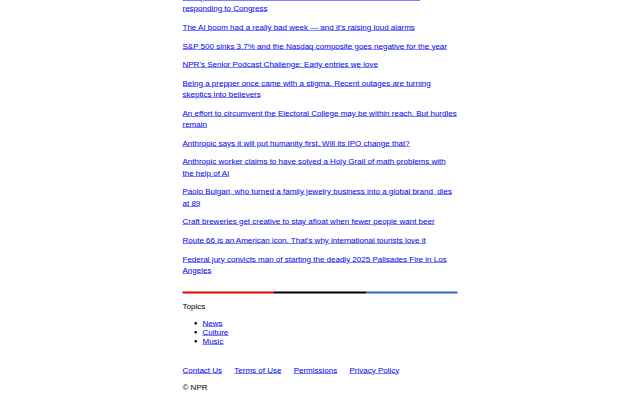 responding to Congress
The AI boom had a really bad week — and it's raising loud alarms
S&P 500 sinks 3.7% and the Nasdaq composite goes negative for the year
NPR's Senior Podcast Challenge: Early entries we love
Being a prepper once came with a stigma. Recent outages are turning
skeptics into believers
An effort to circumvent the Electoral College may be within reach. But hurdles
remain
Anthropic says it will put humanity first. Will its IPO change that?
Anthropic worker claims to have solved a Holy Grail of math problems with
the help of AI
Paolo Bulgari, who turned a family jewelry business into a global brand, dies
at 89
Craft breweries get creative to stay afloat when fewer people want beer
Route 66 is an American icon. That's why international tourists love it
Federal jury convicts man of starting the deadly 2025 Palisades Fire in Los
Angeles
Topics
News
Culture
Music
Contact Us Terms of Use Permissions Privacy Policy
© NPR